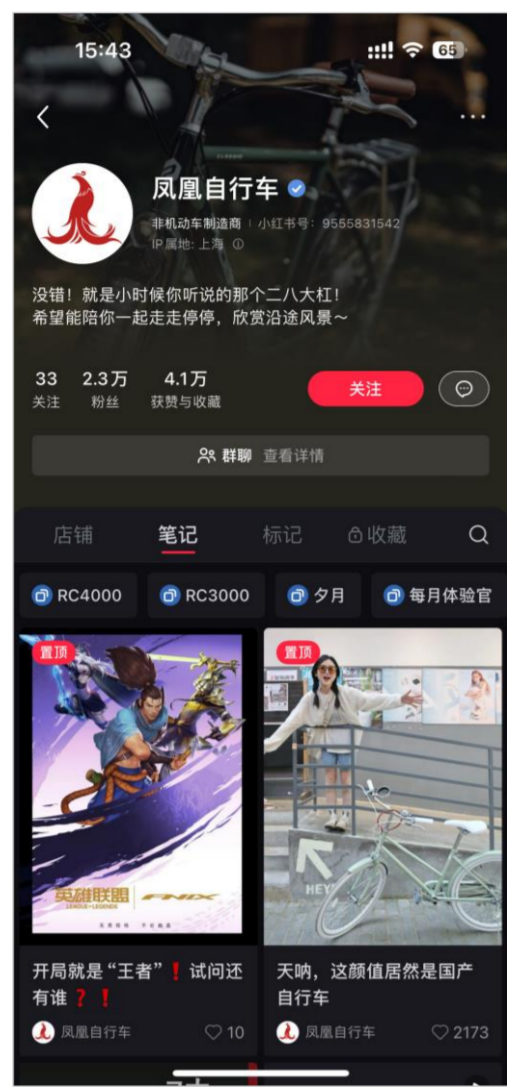 15:43
65
凤凰自行车
非机动车制造商 | 小红书号：9555831542
IP属地: 上海
没错！就是小时候你听说的那个二八大杠！
希望能陪你一起走走停停，欣赏沿途风景～
33 2.3万 4.1万
关注 粉丝 获赞与收藏
关注
群聊 查看详情
店铺 笔记 标记 收藏
RC4000 RC3000 夕月 每月体验官
置顶
英雄联盟
LEAGUE OF LEGENDS
开局就是“王者”❗试问还
有谁❓❗
凤凰自行车 10
置顶
HEY
天呐，这颜值居然是国产
自行车
凤凰自行车 2173